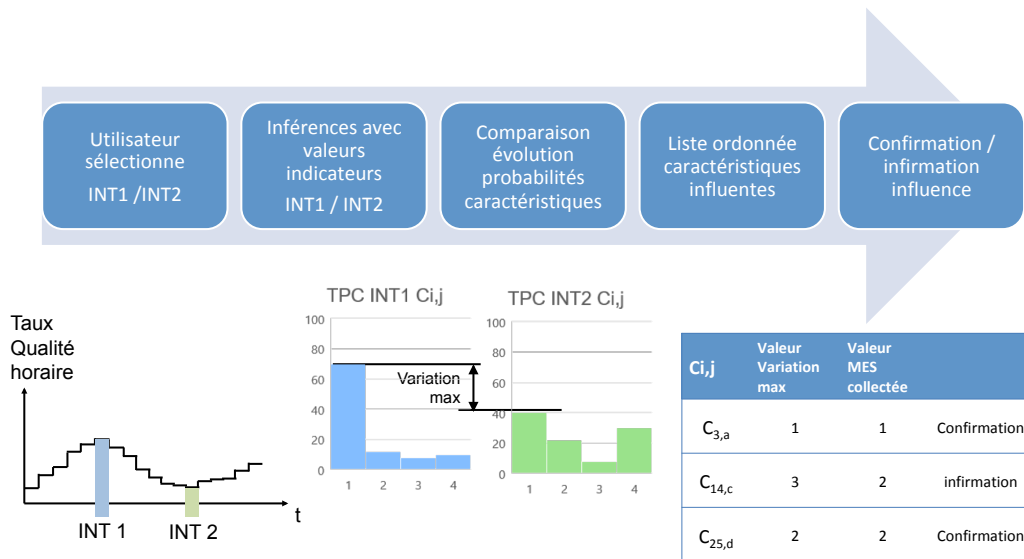 Utilisateur
sélectionne
INT1 /INT2
Inférences avec
valeurs
indicateurs
INT1 / INT2
Comparaison
évolution
probabilités
caractéristiques
Liste ordonnée
caractéristiques
influentes
Confirmation /
infirmation
influence
Taux
Qualité
horaire
INT 1
INT 2
t
TPC INT1 Ci,j
100
80
60
40
20
0
1 2 3 4
Variation
max
TPC INT2 Ci,j
100
80
60
40
20
0
1 2 3 4
Ci,j Valeur Variation max Valeur MES collectée
C3,a 1 1 Confirmation
C14,c 3 2 infirmation
C25,d 2 2 Confirmation